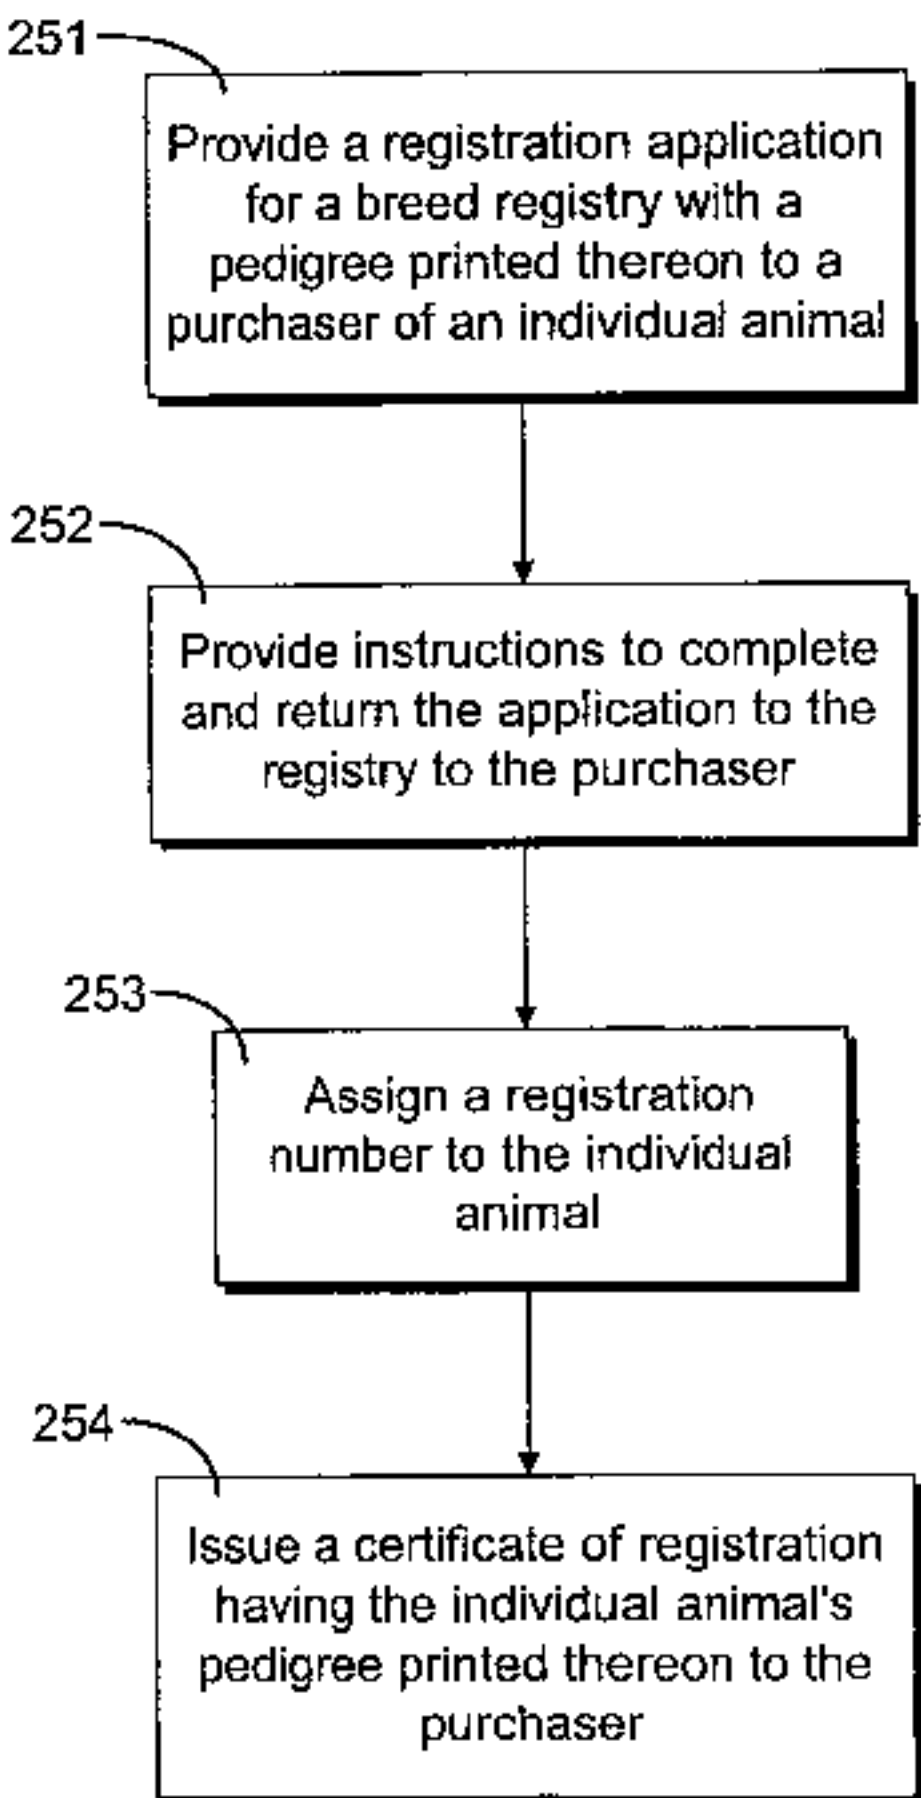 251
Provide a registration application
for a breed registry with a
pedigree printed thereon to a
purchaser of an individual animal
252
Provide instructions to complete
and return the application to the
registry to the purchaser
253
Assign a registration
number to the individual
animal
254
Issue a certificate of registration
having the individual animal's
pedigree printed thereon to the
purchaser